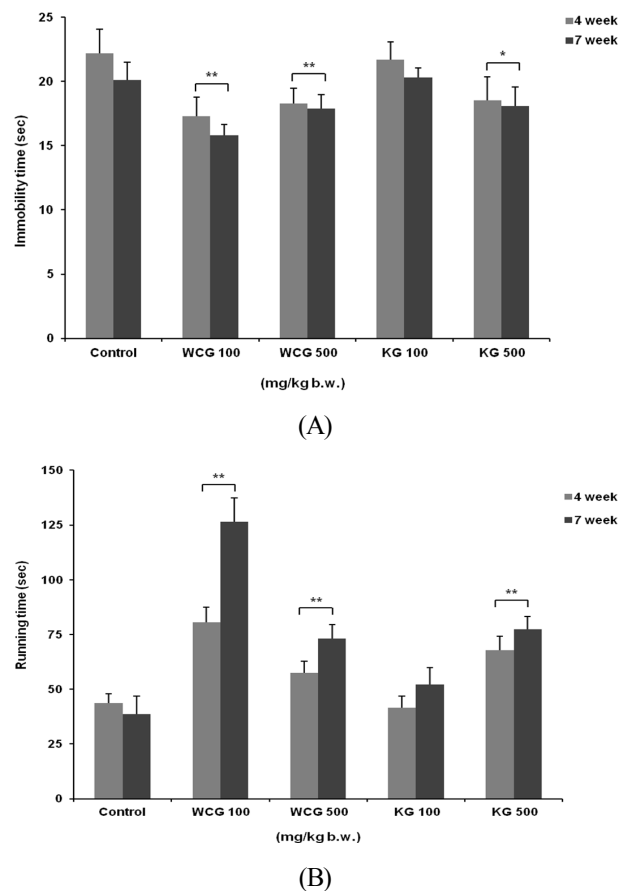 25
20
15
10
5
0
Immobility time (sec)
4 week
7 week
**
**
*
Control
WCG 100
WCG 500
KG 100
KG 500
(mg/kg b.w.)
(A)
150
125
100
75
50
25
0
Running time (sec)
4 week
7 week
**
**
**
Control
WCG 100
WCG 500
KG 100
KG 500
(mg/kg b.w.)
(B)